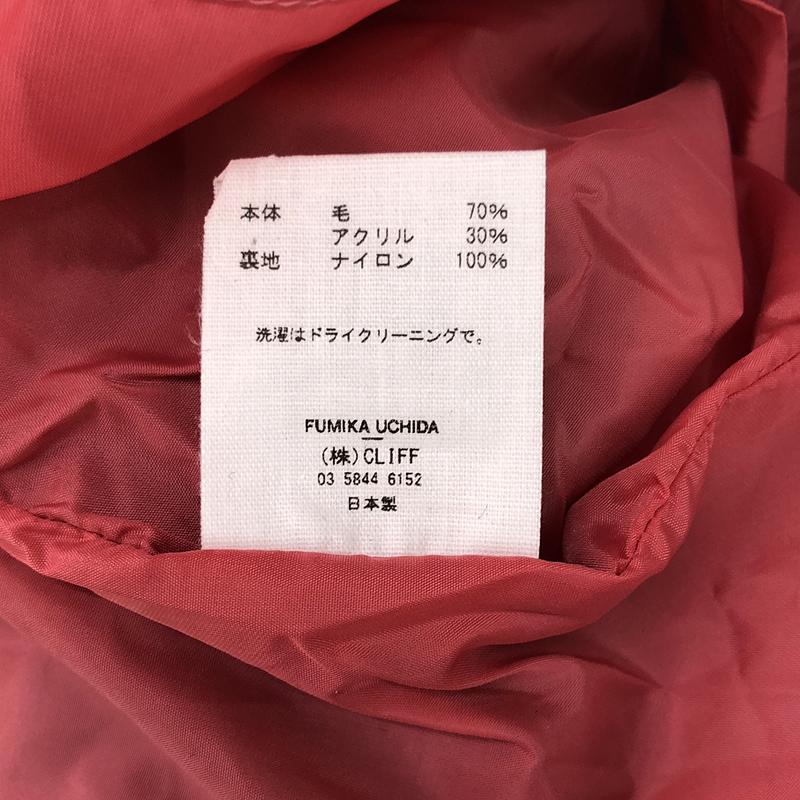 本体 毛 70%
アクリル 30%
裏地 ナイロン 100%
洗濯はドライクリーニングで。
FUMIKA UCHIDA
(株)CLIFF
03 5844 6152
日本製